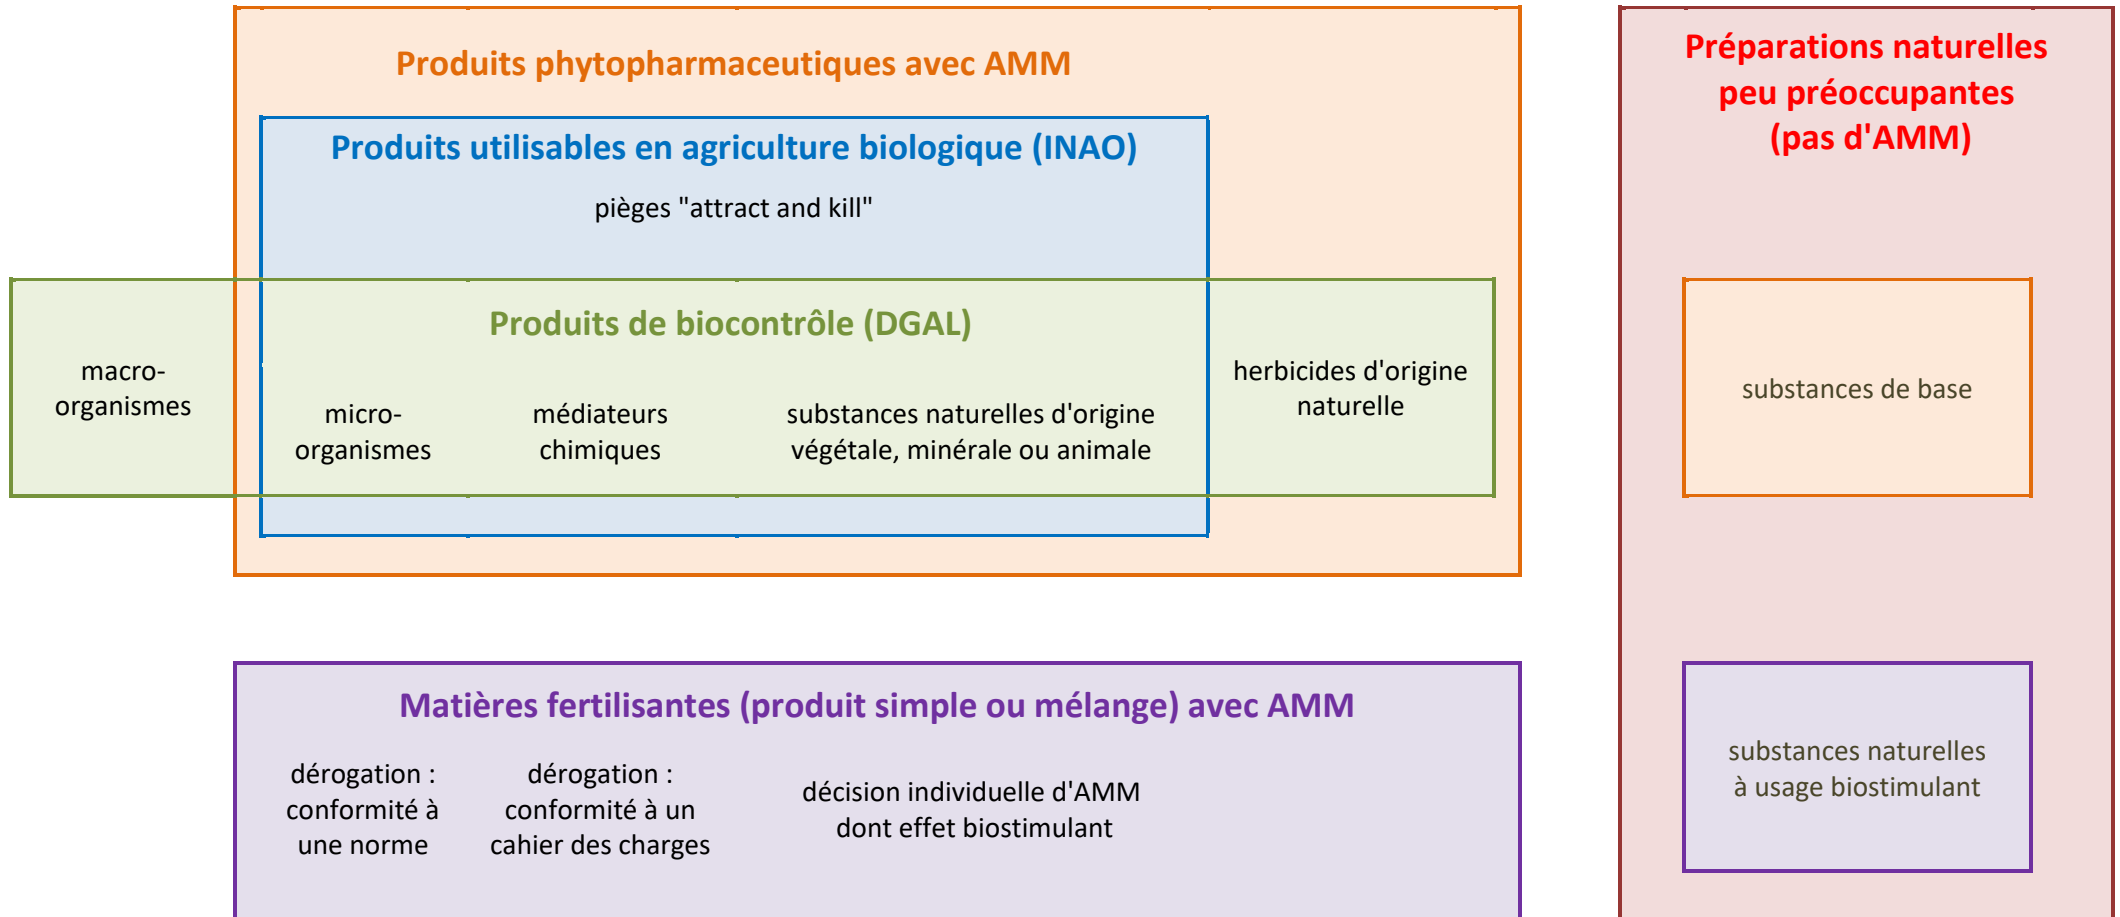 Produits phytopharmaceutiques avec AMM
Produits utilisables en agriculture biologique (INAO)
pièges "attract and kill"
Produits de biocontrôle (DGAL)
macro-
organismes
micro-
organismes
médiateurs
chimiques
substances naturelles d'origine
végétale, minérale ou animale
herbicides d'origine
naturelle
Préparations naturelles
peu préoccupantes
(pas d'AMM)
substances de base
Matières fertilisantes (produit simple ou mélange) avec AMM
dérogation :
conformité à
une norme
dérogation :
conformité à un
cahier des charges
décision individuelle d'AMM
dont effet biostimulant
substances naturelles
à usage biostimulant